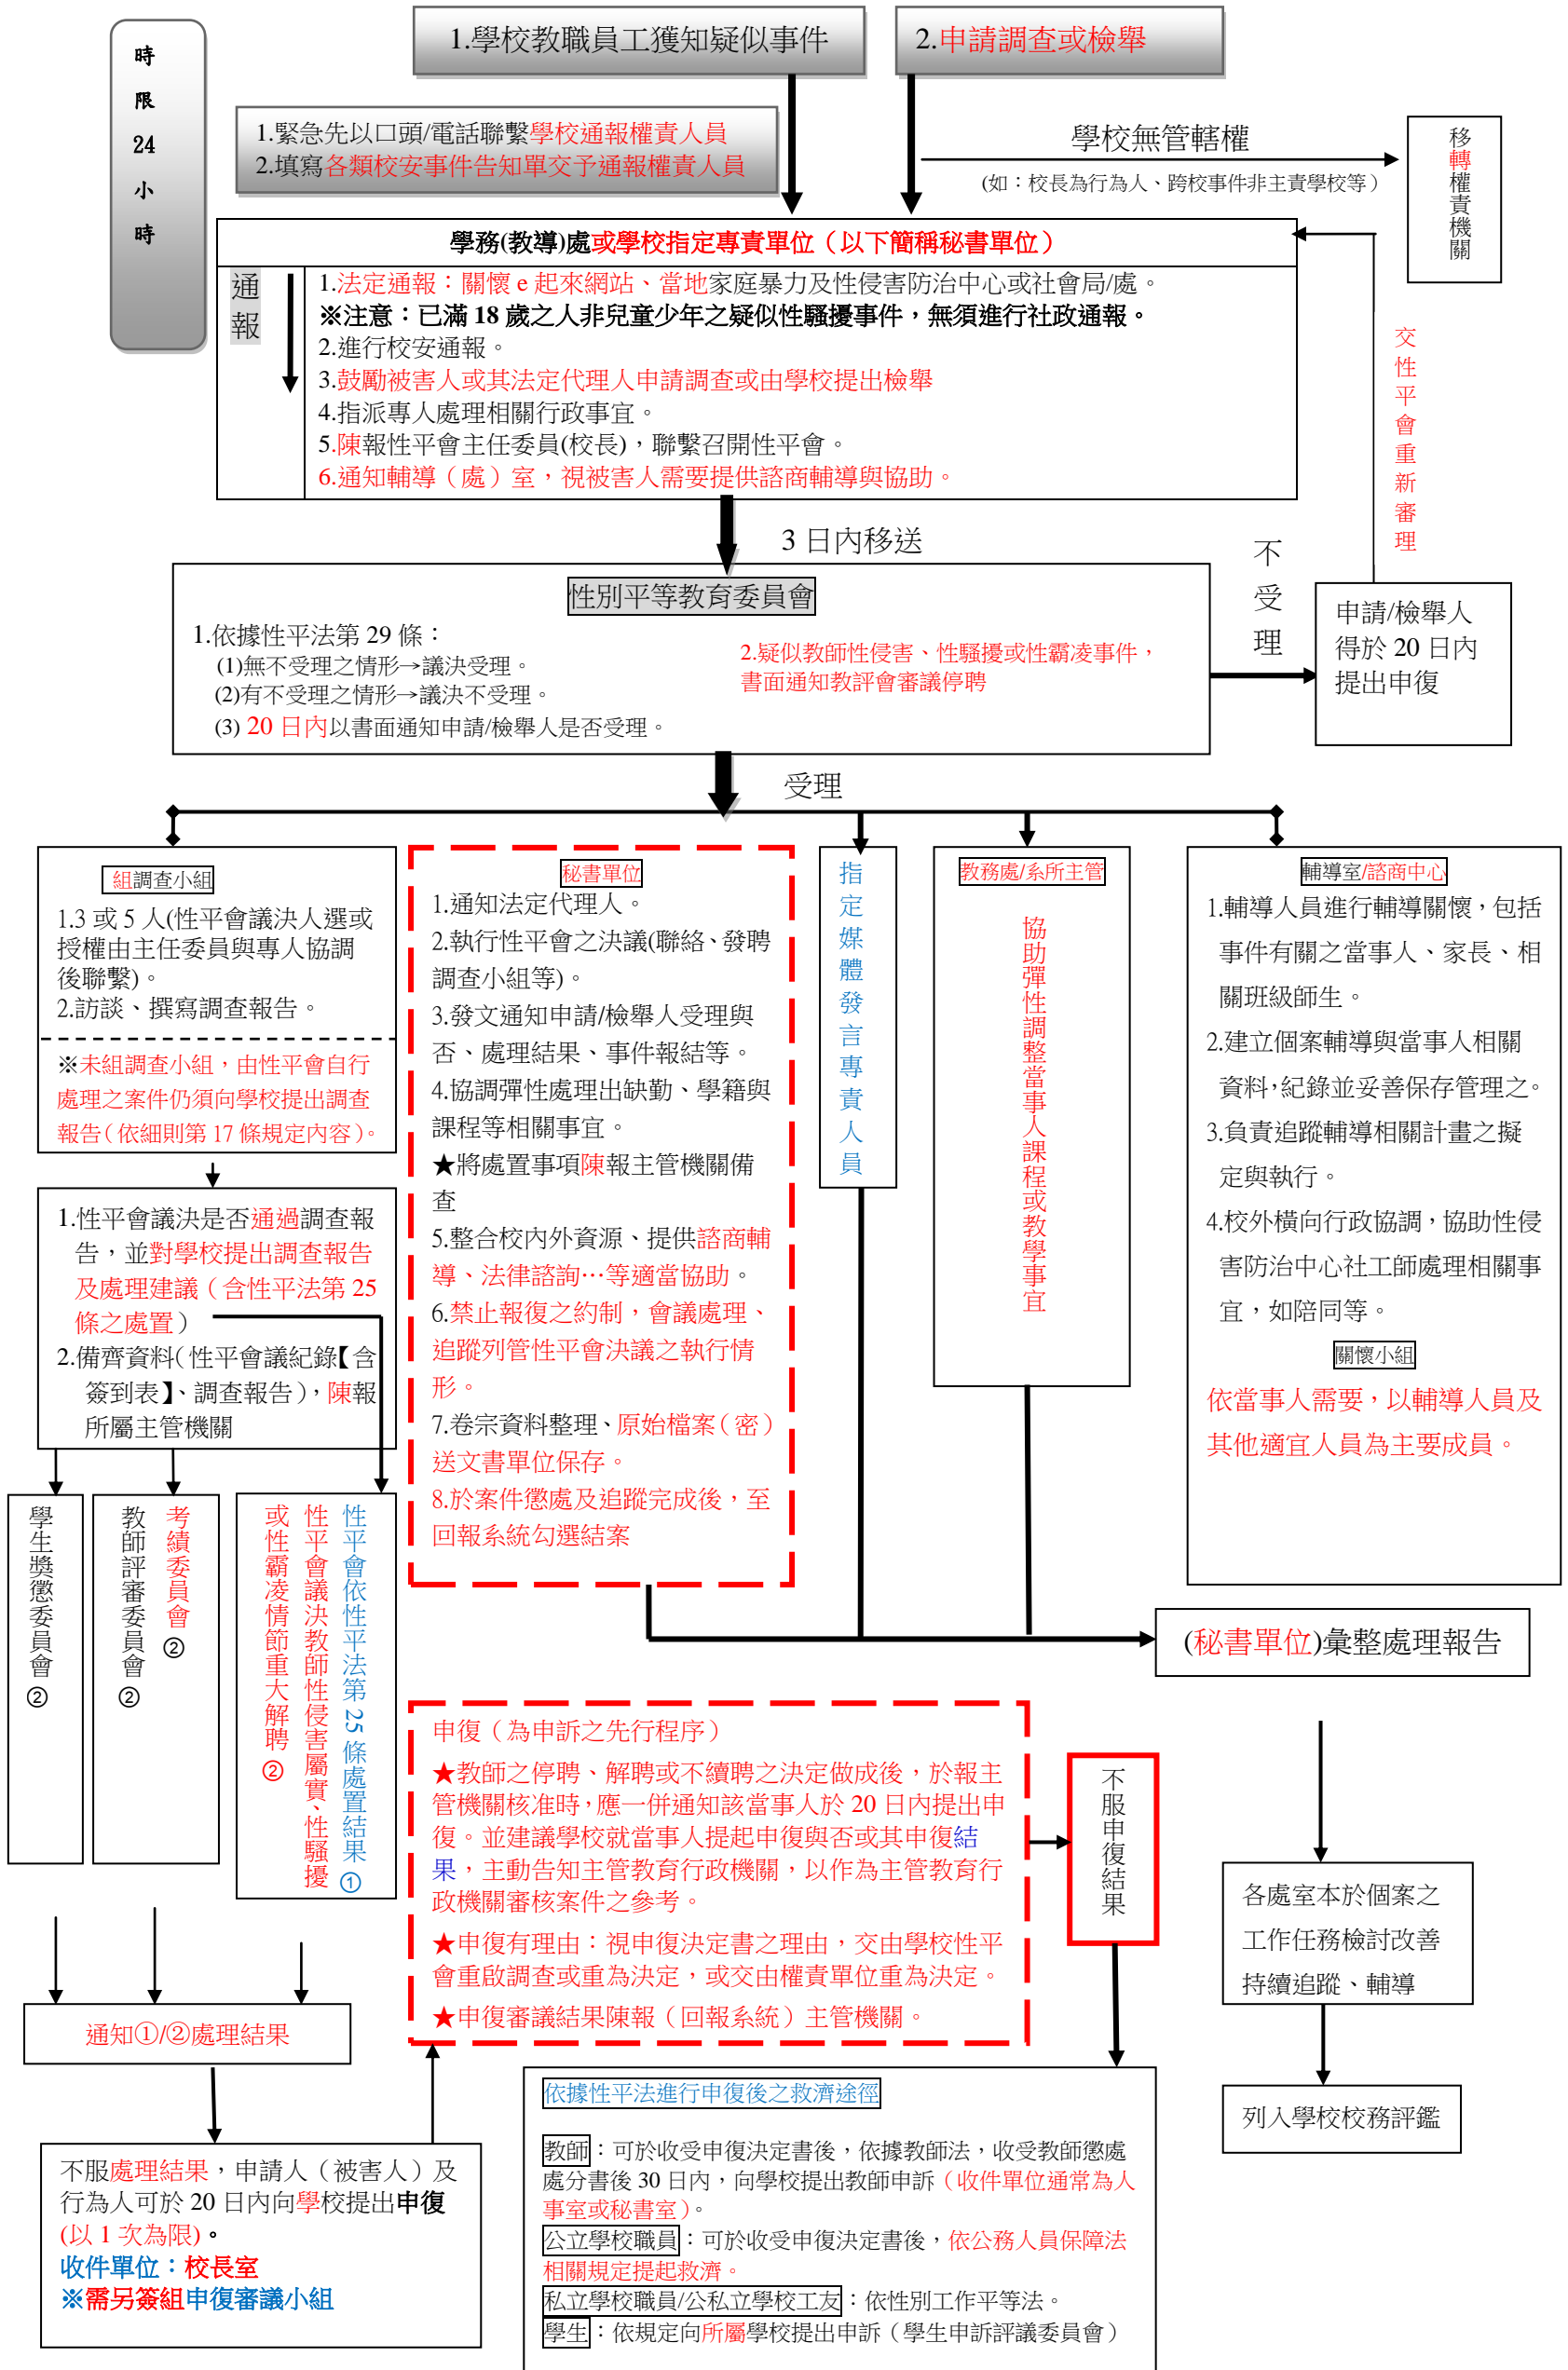 時
限
24
小
時
1.學校教職員工獲知疑似事件
2.申請調查或檢舉
1.緊急先以口頭/電話聯繫學校通報權責人員
2.填寫各類校安事件告知單交予通報權責人員
學校無管轄權
(如：校長為行為人、跨校事件非主責學校等）
移轉權責機關
學務(教導)處或學校指定專責單位（以下簡稱秘書單位）
通報
1.法定通報：關懷 e 起來網站、當地家庭暴力及性侵害防治中心或社會局/處。
※注意：已滿 18 歲之人非兒童少年之疑似性騷擾事件，無須進行社政通報。
2.進行校安通報。
3.鼓勵被害人或其法定代理人申請調查或由學校提出檢舉
4.指派專人處理相關行政事宜。
5.陳報性平會主任委員(校長)，聯繫召開性平會。
6.通知輔導（處）室，視被害人需要提供諮商輔導與協助。
交性平會重新審理
3 日內移送
不受理
性別平等教育委員會
1.依據性平法第 29 條：
(1)無不受理之情形→議決受理。
(2)有不受理之情形→議決不受理。
(3) 20 日內以書面通知申請/檢舉人是否受理。
2.疑似教師性侵害、性騷擾或性霸凌事件，
書面通知教評會審議停聘
申請/檢舉人
得於 20 日內
提出申復
受理
組調查小組
1.3 或 5 人(性平會議決人選或
授權由主任委員與專人協調
後聯繫)。
2.訪談、撰寫調查報告。
※未組調查小組，由性平會自行
處理之案件仍須向學校提出調查
報告（依細則第 17 條規定內容）。
1.性平會議決是否通過調查報
告，並對學校提出調查報告
及處理建議（含性平法第 25
條之處置）
2.備齊資料（性平會議紀錄【含
簽到表】、調查報告），陳報
所屬主管機關
秘書單位
1.通知法定代理人。
2.執行性平會之決議(聯絡、發聘
調查小組等)。
3.發文通知申請/檢舉人受理與
否、處理結果、事件報結等。
4.協調彈性處理出缺勤、學籍與
課程等相關事宜。
★將處置事項陳報主管機關備
查
5.整合校內外資源、提供諮商輔
導、法律諮詢…等適當協助。
6.禁止報復之約制，會議處理、
追蹤列管性平會決議之執行情
形。
7.卷宗資料整理、原始檔案（密）
送文書單位保存。
8.於案件懲處及追蹤完成後，至
回報系統勾選結案
指定媒體發言專責人員
教務處/系所主管
協助彈性調整當事人課程或教學事宜
輔導室/諮商中心
1.輔導人員進行輔導關懷，包括
事件有關之當事人、家長、相
關班級師生。
2.建立個案輔導與當事人相關
資料，紀錄並妥善保存管理之。
3.負責追蹤輔導相關計畫之擬
定與執行。
4.校外橫向行政協調，協助性侵
害防治中心社工師處理相關事
宜，如陪同等。
關懷小組
依當事人需要，以輔導人員及
其他適宜人員為主要成員。
學生獎懲委員會②
考績委員會②
教師評審委員會②
性平會依性平法第 25 條處置結果①
性平會議決教師性侵害屬實、性騷擾
或性霸凌情節重大解聘②
(秘書單位)彙整處理報告
申復（為申訴之先行程序）
★教師之停聘、解聘或不續聘之決定做成後，於報主
管機關核准時，應一併通知該當事人於 20 日內提出申
復。並建議學校就當事人提起申復與否或其申復結
果，主動告知主管教育行政機關，以作為主管教育行
政機關審核案件之參考。
★申復有理由：視申復決定書之理由，交由學校性平
會重啟調查或重為決定，或交由權責單位重為決定。
★申復審議結果陳報（回報系統）主管機關。
不服申復結果
各處室本於個案之
工作任務檢討改善
持續追蹤、輔導
通知①/②處理結果
列入學校校務評鑑
不服處理結果，申請人（被害人）及
行為人可於 20 日內向學校提出申復
(以 1 次為限)。
收件單位：校長室
※需另簽組申復審議小組
依據性平法進行申復後之救濟途徑
教師：可於收受申復決定書後，依據教師法，收受教師懲處
處分書後 30 日內，向學校提出教師申訴（收件單位通常為人
事室或秘書室）。
公立學校職員：可於收受申復決定書後，依公務人員保障法
相關規定提起救濟。
私立學校職員/公私立學校工友：依性別工作平等法。
學生：依規定向所屬學校提出申訴（學生申訴評議委員會）